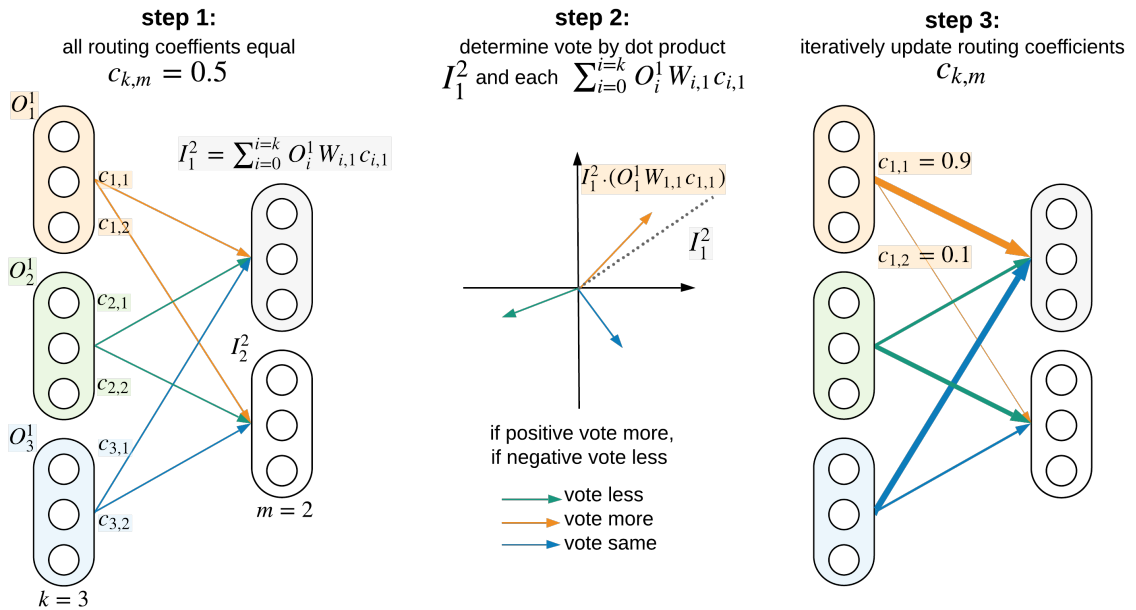 step 1:
all routing coeffients equal
c_{k,m} = 0.5
O_1^1
c_{1,1}
c_{1,2}
I_1^2 = ∑_{i=0}^{i=k} O_i^1 W_{i,1} c_{i,1}
O_2^1
c_{2,1}
c_{2,2}
I_2^2
O_3^1
c_{3,1}
c_{3,2}
m = 2
k = 3
step 2:
determine vote by dot product
I_1^2 and each ∑_{i=0}^{i=k} O_i^1 W_{i,1} c_{i,1}
I_1^2·(O_1^1 W_{1,1} c_{1,1})
I_1^2
if positive vote more,
if negative vote less
vote less
vote more
vote same
step 3:
iteratively update routing coefficients
c_{k,m}
c_{1,1} = 0.9
c_{1,2} = 0.1